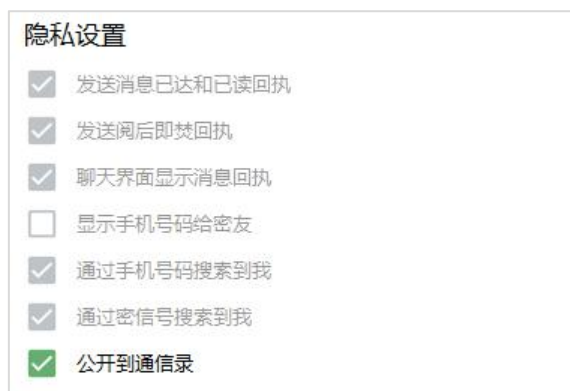 隐私设置
发送消息已达和已读回执
发送阅后即焚回执
聊天界面显示消息回执
显示手机号码给密友
通过手机号码搜索到我
通过密信号搜索到我
公开到通信录